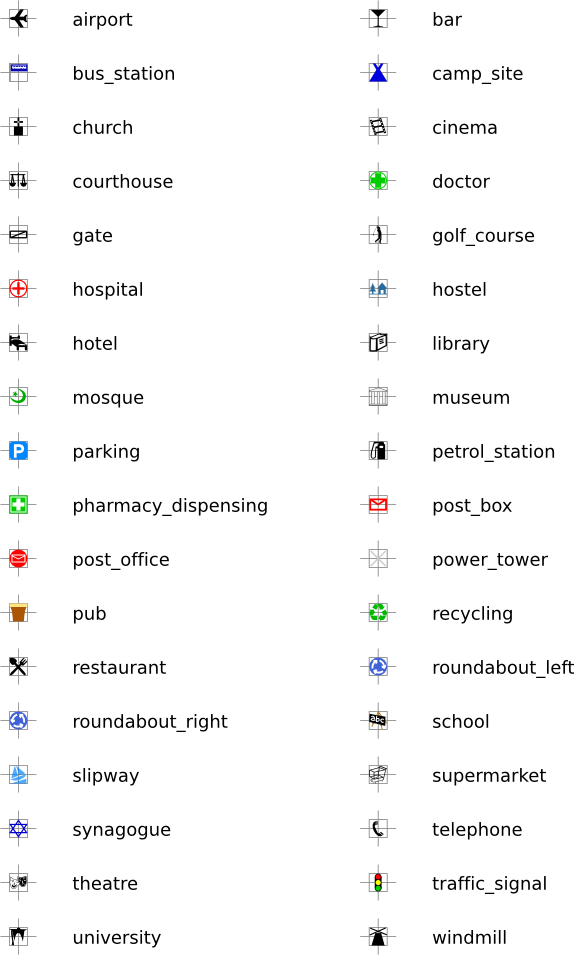 airport bar
bus_station camp_site
church cinema
courthouse doctor
gate golf_course
hospital hostel
hotel library
mosque museum
P parking petrol_station
pharmacy_dispensing post_box
post_office power_tower
pub recycling
restaurant roundabout_left
roundabout_right abc school
slipway supermarket
synagogue telephone
theatre traffic_signal
university windmill